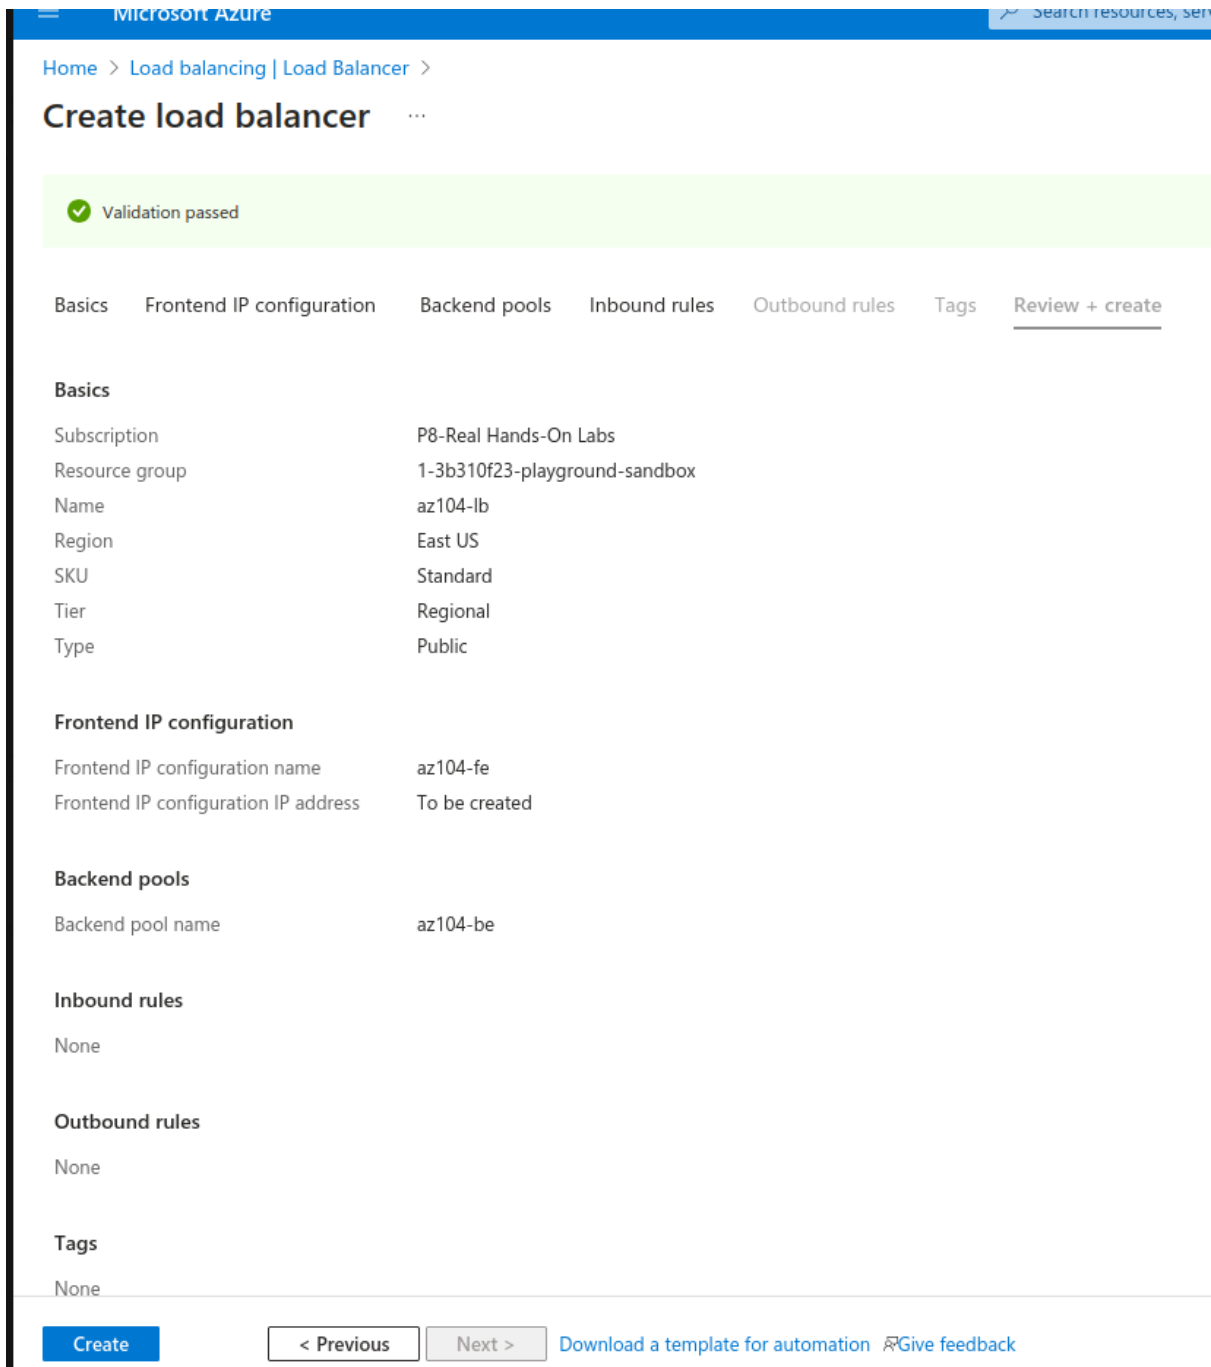 Microsoft Azure
Search resources, ser
Home > Load balancing | Load Balancer >
Create load balancer ...
Validation passed
Basics Frontend IP configuration Backend pools Inbound rules Outbound rules Tags Review + create
Basics
Subscription P8-Real Hands-On Labs
Resource group 1-3b310f23-playground-sandbox
Name az104-lb
Region East US
SKU Standard
Tier Regional
Type Public
Frontend IP configuration
Frontend IP configuration name az104-fe
Frontend IP configuration IP address To be created
Backend pools
Backend pool name az104-be
Inbound rules
None
Outbound rules
None
Tags
None
Create < Previous Next > Download a template for automation Give feedback